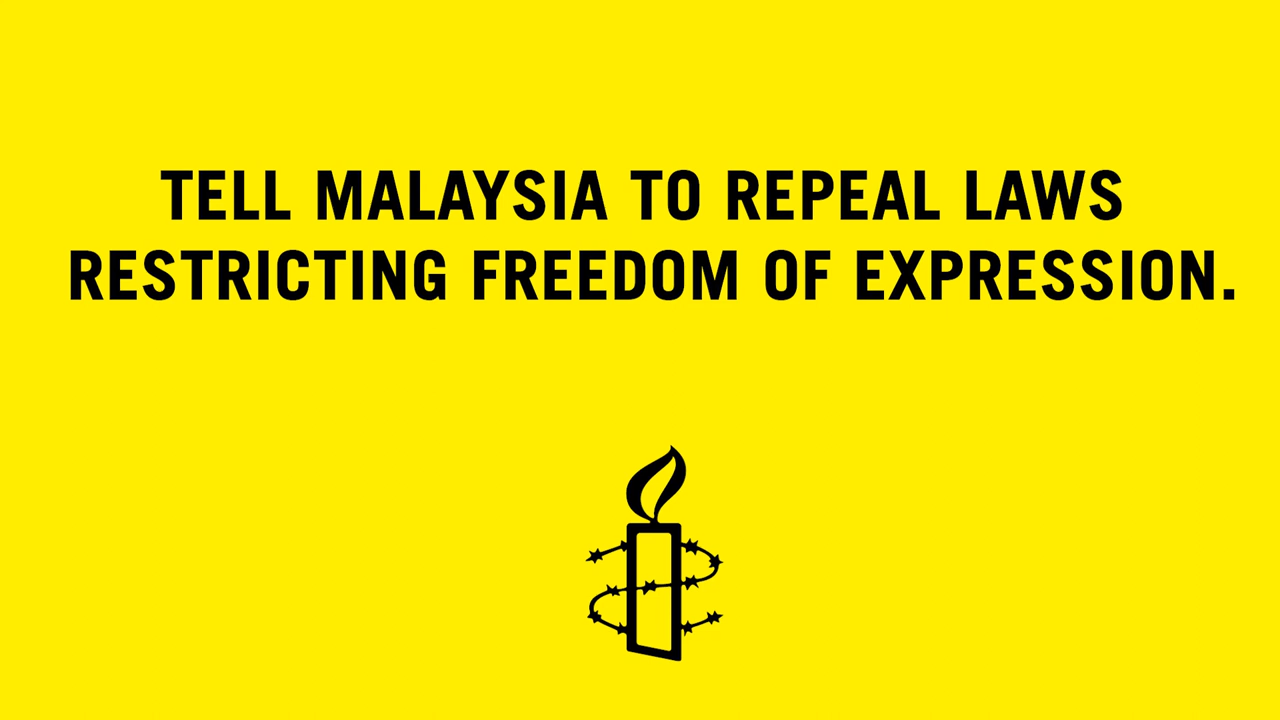 TELL MALAYSIA TO REPEAL LAWS
RESTRICTING FREEDOM OF EXPRESSION.